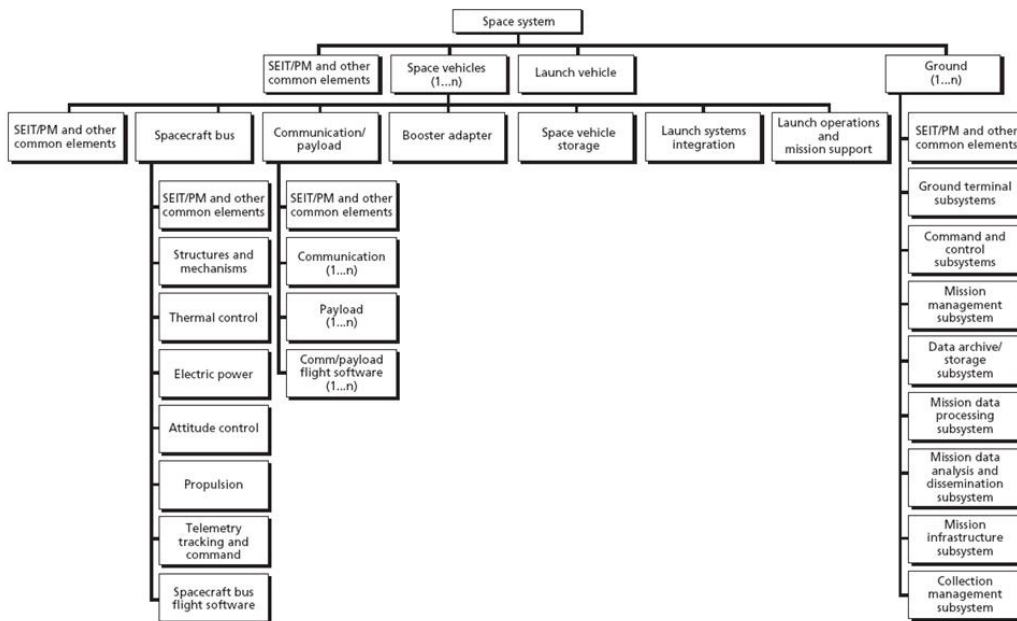 Space system
SEIT/PM and other
common elements
Space vehicles
(1...n)
Launch vehicle
Ground
(1...n)
SEIT/PM and other
common elements
Spacecraft bus
Communication/
payload
Booster adapter
Space vehicle
storage
Launch systems
integration
Launch operations
and
mission support
SEIT/PM and other
common elements
Structures and
mechanisms
Thermal control
Electric power
Attitude control
Propulsion
Telemetry
tracking and
command
Spacecraft bus
flight software
SEIT/PM and other
common elements
Communication
(1...n)
Payload
(1...n)
Comm/payload
flight software
(1...n)
SEIT/PM and other
common elements
Ground terminal
subsystems
Command and
control
subsystems
Mission
management
subsystem
Data archive/
storage
subsystem
Mission data
processing
subsystem
Mission data
analysis and
dissemination
subsystem
Mission
infrastructure
subsystem
Collection
management
subsystem